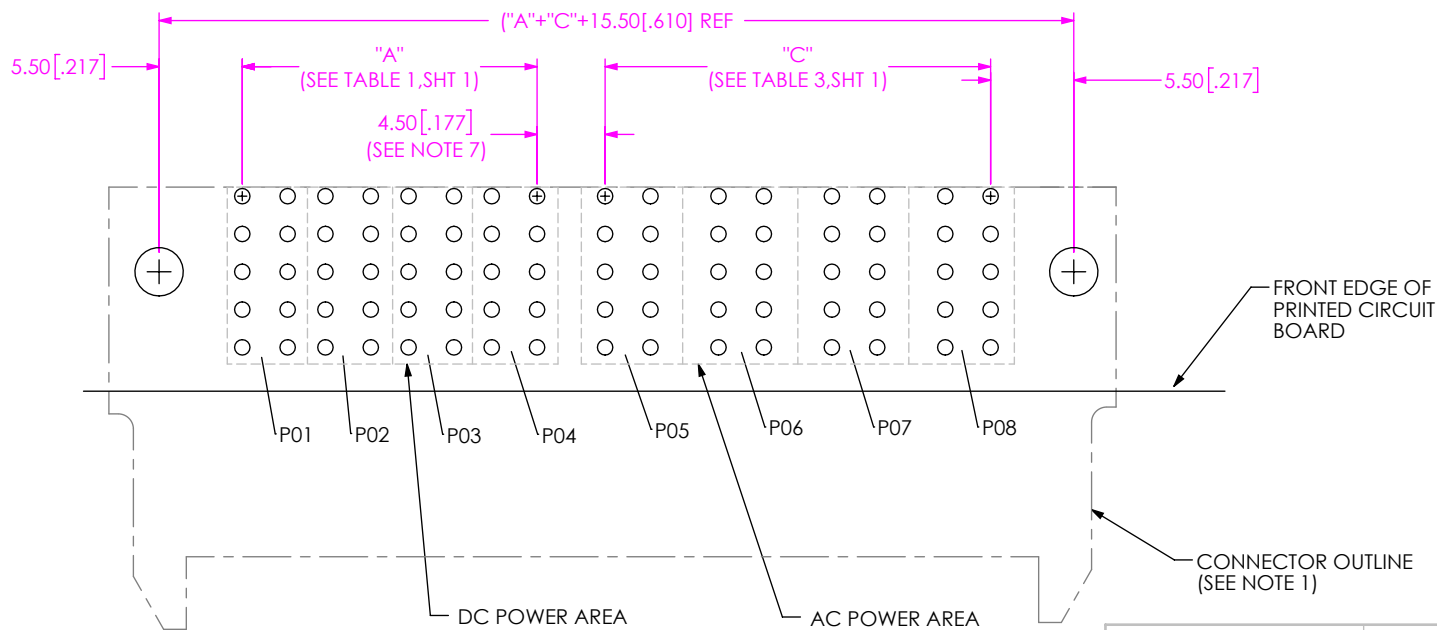 ("A"+"C"+15.50[.610] REF
5.50[.217]
"A"
(SEE TABLE 1,SHT 1)
"C"
(SEE TABLE 3,SHT 1)
5.50[.217]
4.50[.177]
(SEE NOTE 7)
FRONT EDGE OF
PRINTED CIRCUIT
BOARD
P01
P02
P03
P04
P05
P06
P07
P08
CONNECTOR OUTLINE
(SEE NOTE 1)
DC POWER AREA
AC POWER AREA